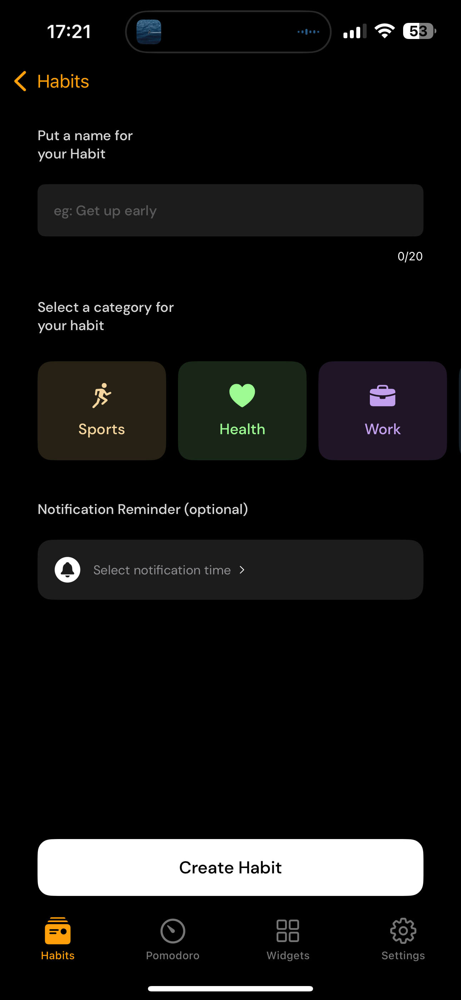 17:21
53
Habits
Put a name for
your Habit
eg: Get up early
0/20
Select a category for
your habit
Sports
Health
Work
Notification Reminder (optional)
Select notification time
Create Habit
Habits
Pomodoro
Widgets
Settings